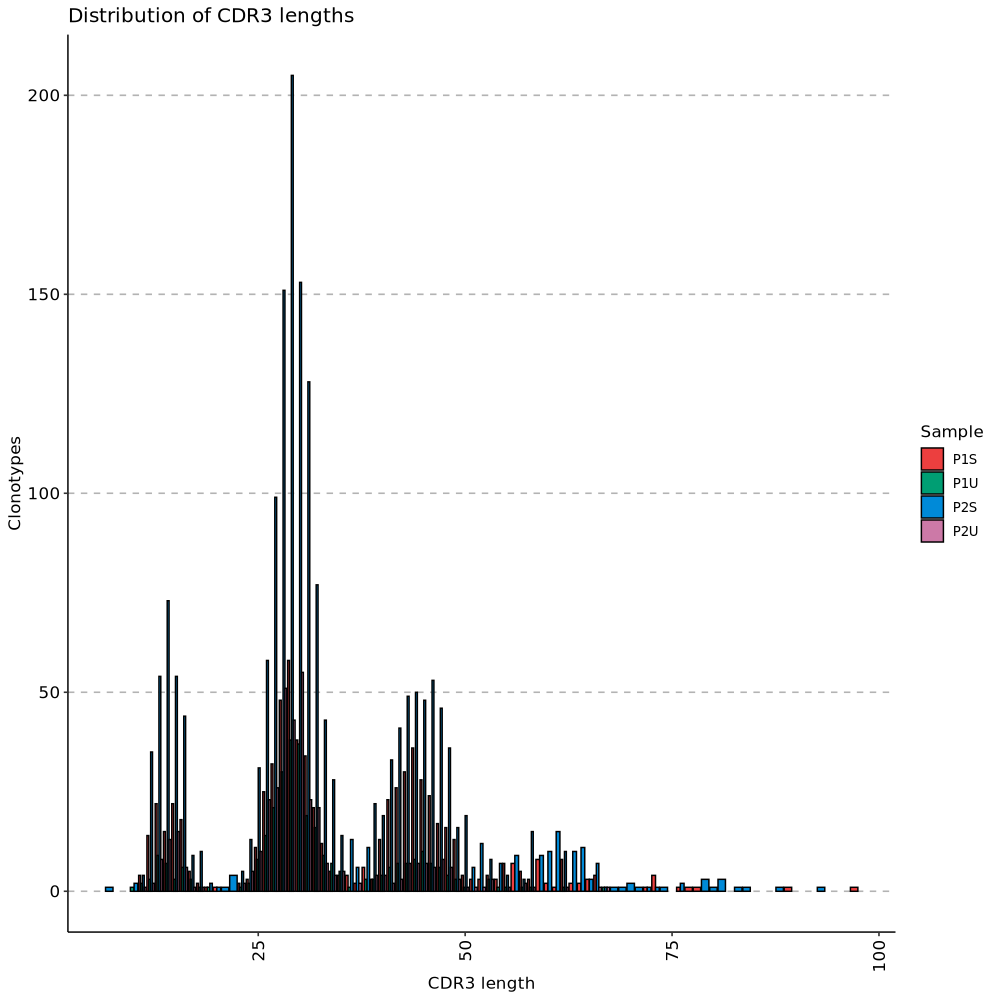 Distribution of CDR3 lengths
200
150
100
50
0
Clonotypes
25
50
75
100
CDR3 length
Sample
P1S
P1U
P2S
P2U